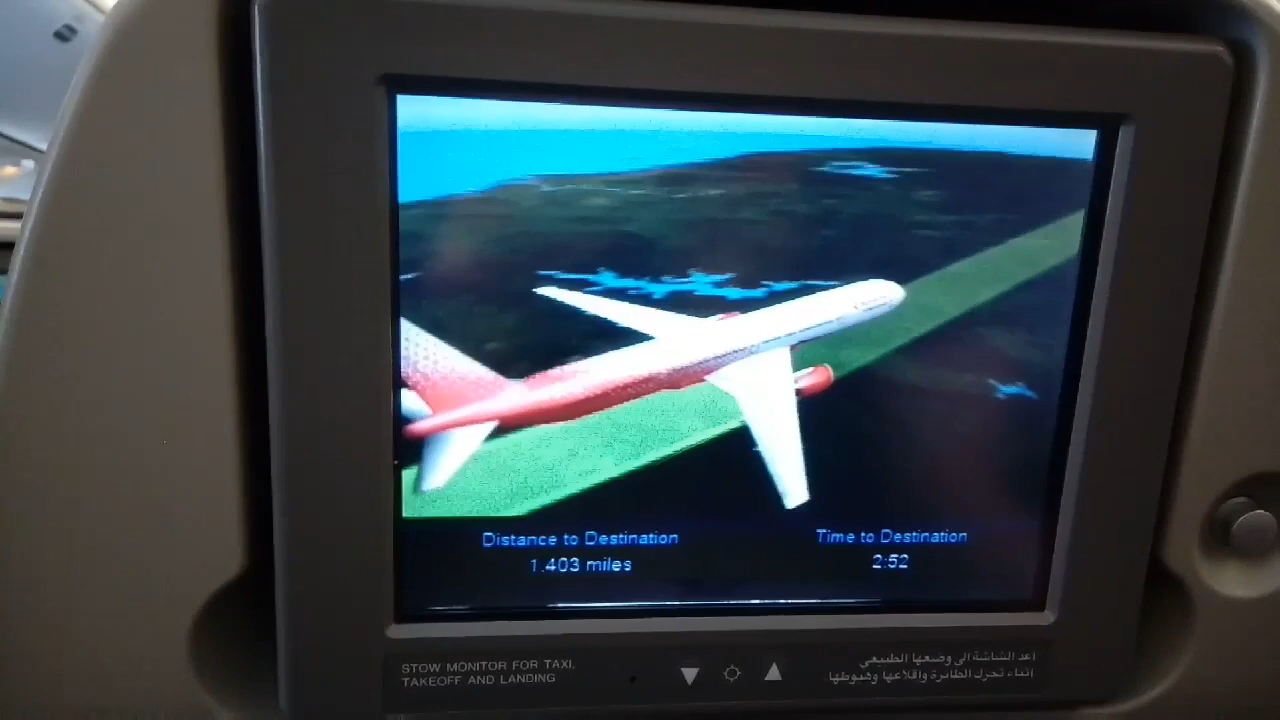 Distance to Destination
1.403 miles
Time to Destination
2:52
STOW MONITOR FOR TAXI,
TAKEOFF AND LANDING
أعد الشاشة الى وضعها الطبيعي
أثناء تحرك الطائرة وإقلاعها وهبوطها